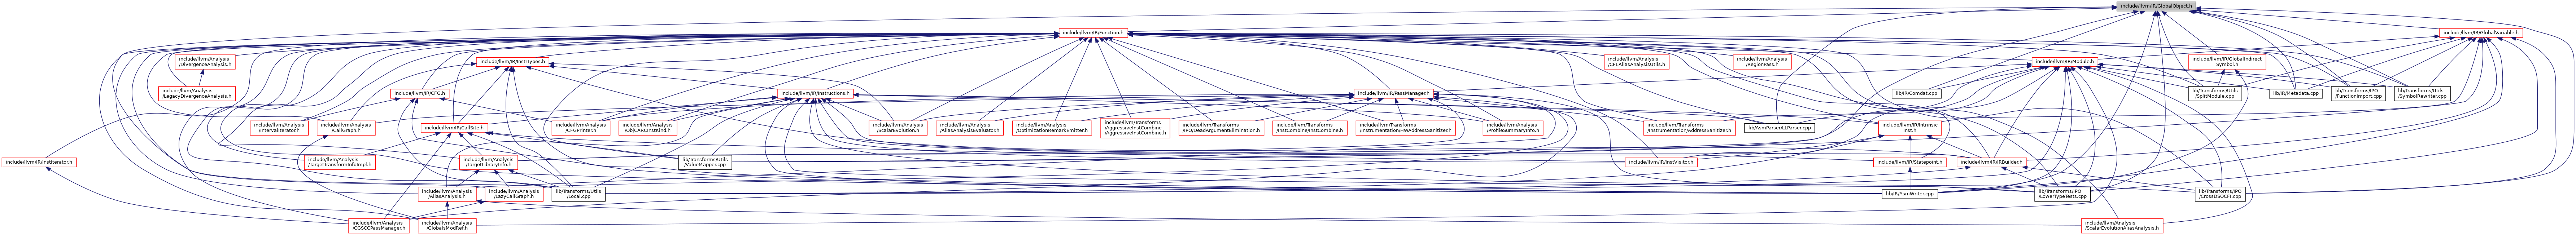 include/llvm/IR/GlobalObject.h
include/llvm/IR/Function.h
include/llvm/IR/GlobalVariable.h
include/llvm/Analysis
/DivergenceAnalysis.h
include/llvm/IR/InstrTypes.h
include/llvm/Analysis
/CFLAliasAnalysisUtils.h
include/llvm/Analysis
/RegionPass.h
include/llvm/IR/Module.h
include/llvm/IR/GlobalIndirect
Symbol.h
include/llvm/Analysis
/LegacyDivergenceAnalysis.h
include/llvm/IR/CFG.h
include/llvm/IR/Instructions.h
include/llvm/IR/PassManager.h
lib/IR/Comdat.cpp
lib/Transforms/Utils
/SplitModule.cpp
lib/IR/Metadata.cpp
lib/Transforms/IPO
/FunctionImport.cpp
lib/Transforms/Utils
/SymbolRewriter.cpp
include/llvm/Analysis
/IntervalIterator.h
include/llvm/Analysis
/CallGraph.h
include/llvm/IR/CallSite.h
include/llvm/Analysis
/CFGPrinter.h
include/llvm/Analysis
/ObjCARCInstKind.h
include/llvm/Analysis
/ScalarEvolution.h
include/llvm/Analysis
/AliasAnalysisEvaluator.h
include/llvm/Analysis
/OptimizationRemarkEmitter.h
include/llvm/Transforms
/AggressiveInstCombine
/AggressiveInstCombine.h
include/llvm/Transforms
/IPO/DeadArgumentElimination.h
include/llvm/Transforms
/InstCombine/InstCombine.h
include/llvm/Transforms
/Instrumentation/HWAddressSanitizer.h
include/llvm/Analysis
/ProfileSummaryInfo.h
include/llvm/Transforms
/Instrumentation/AddressSanitizer.h
lib/AsmParser/LLParser.cpp
include/llvm/IR/Intrinsic
Inst.h
include/llvm/IR/InstIterator.h
include/llvm/Analysis
/TargetTransformInfoImpl.h
include/llvm/Analysis
/TargetLibraryInfo.h
lib/Transforms/Utils
/ValueMapper.cpp
include/llvm/IR/InstVisitor.h
include/llvm/IR/Statepoint.h
include/llvm/IR/IRBuilder.h
include/llvm/Analysis
/AliasAnalysis.h
include/llvm/Analysis
/LazyCallGraph.h
lib/Transforms/Utils
/Local.cpp
lib/IR/AsmWriter.cpp
lib/Transforms/IPO
/LowerTypeTests.cpp
lib/Transforms/IPO
/CrossDSOCFI.cpp
include/llvm/Analysis
/CGSCCPassManager.h
include/llvm/Analysis
/GlobalsModRef.h
include/llvm/Analysis
/ScalarEvolutionAliasAnalysis.h